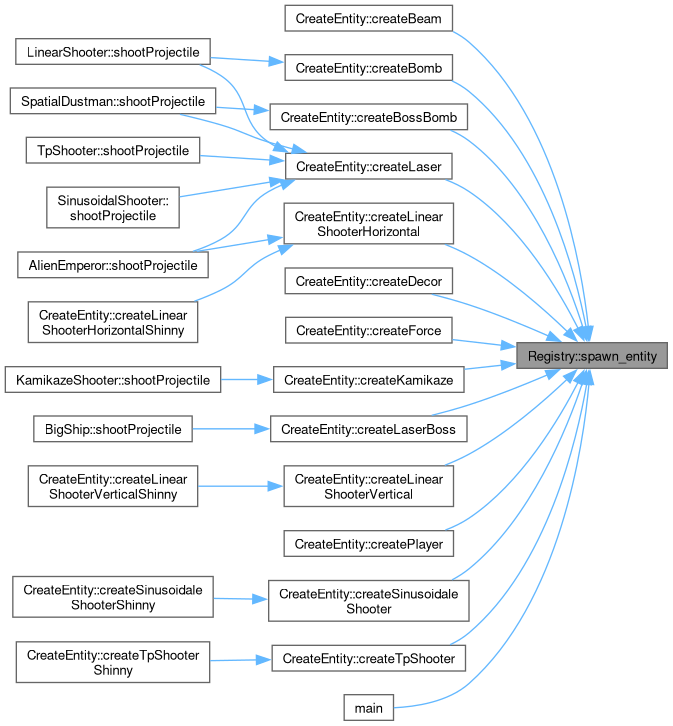 CreateEntity::createBeam
LinearShooter::shootProjectile
CreateEntity::createBomb
SpatialDustman::shootProjectile
CreateEntity::createBossBomb
TpShooter::shootProjectile
CreateEntity::createLaser
SinusoidalShooter::
shootProjectile
CreateEntity::createLinear
ShooterHorizontal
AlienEmperor::shootProjectile
CreateEntity::createDecor
CreateEntity::createLinear
ShooterHorizontalShinny
CreateEntity::createForce
Registry::spawn_entity
KamikazeShooter::shootProjectile
CreateEntity::createKamikaze
BigShip::shootProjectile
CreateEntity::createLaserBoss
CreateEntity::createLinear
ShooterVerticalShinny
CreateEntity::createLinear
ShooterVertical
CreateEntity::createPlayer
CreateEntity::createSinusoidale
ShooterShinny
CreateEntity::createSinusoidale
Shooter
CreateEntity::createTpShooter
Shinny
CreateEntity::createTpShooter
main